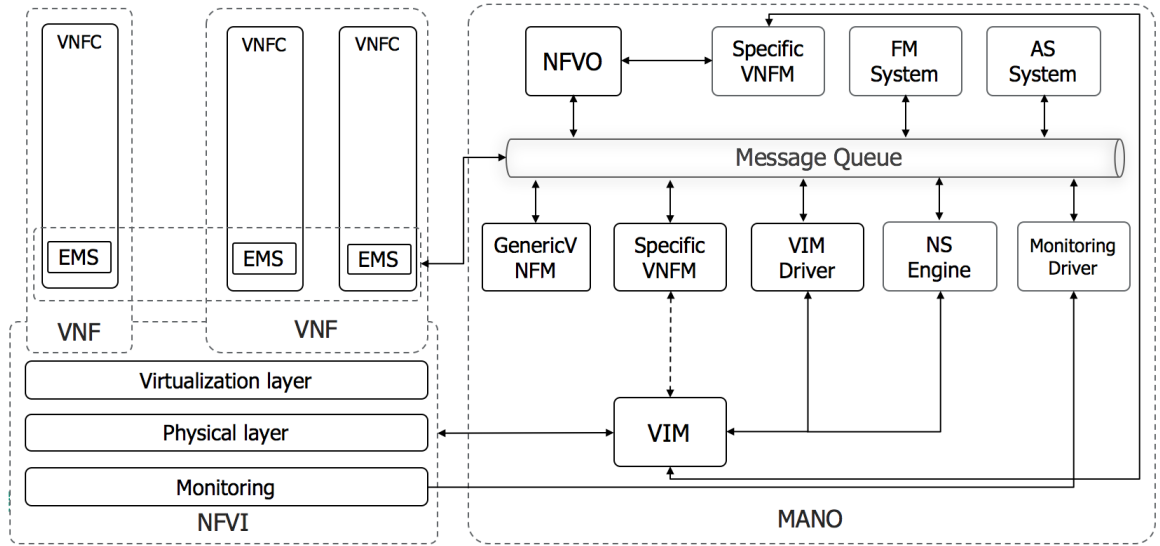 VNFC
VNFC
VNFC
EMS
EMS
EMS
VNF
VNF
Virtualization layer
Physical layer
Monitoring
NFVI
NFVO
Specific
VNFM
FM
System
AS
System
Message Queue
GenericV
NFM
Specific
VNFM
VIM
Driver
NS
Engine
Monitoring
Driver
VIM
MANO